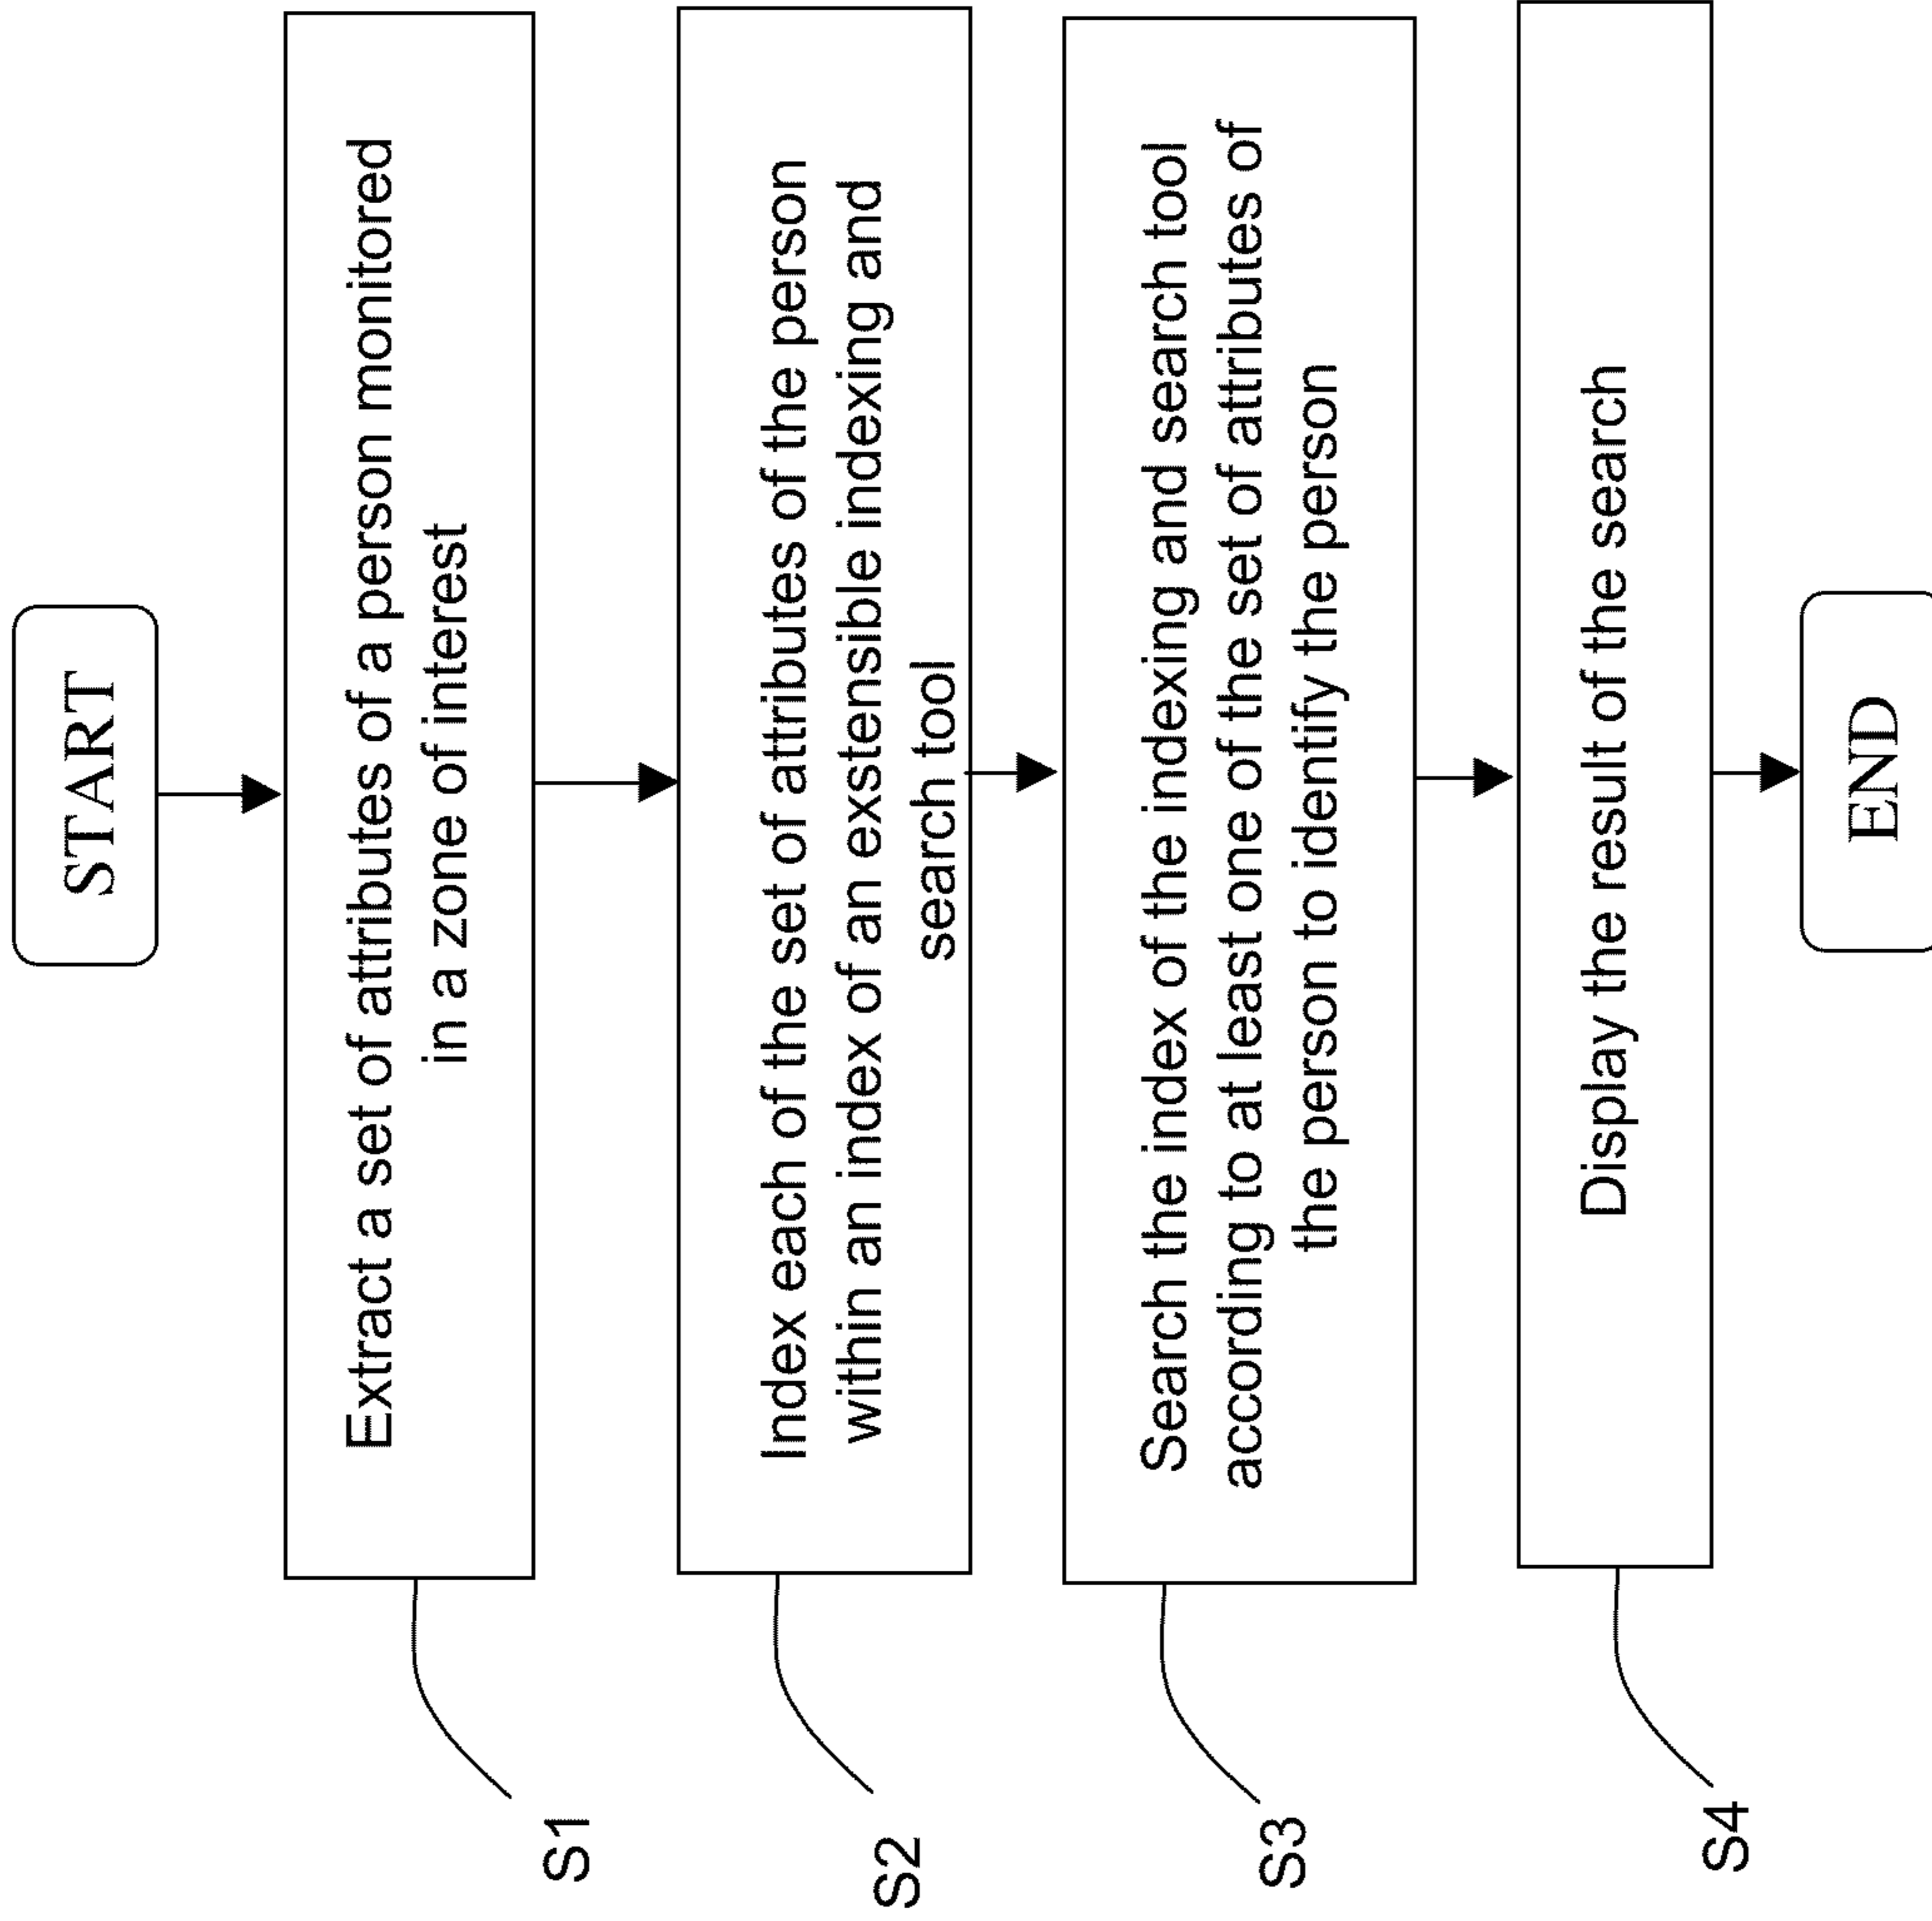 START
Extract a set of attributes of a person monitored
in a zone of interest
S1
Index each of the set of attributes of the person
within an index of an exstensible indexing and
search tool
S2
Search the index of the indexing and search tool
according to at least one of the set of attributes of
the person to identify the person
S3
Display the result of the search
S4
END